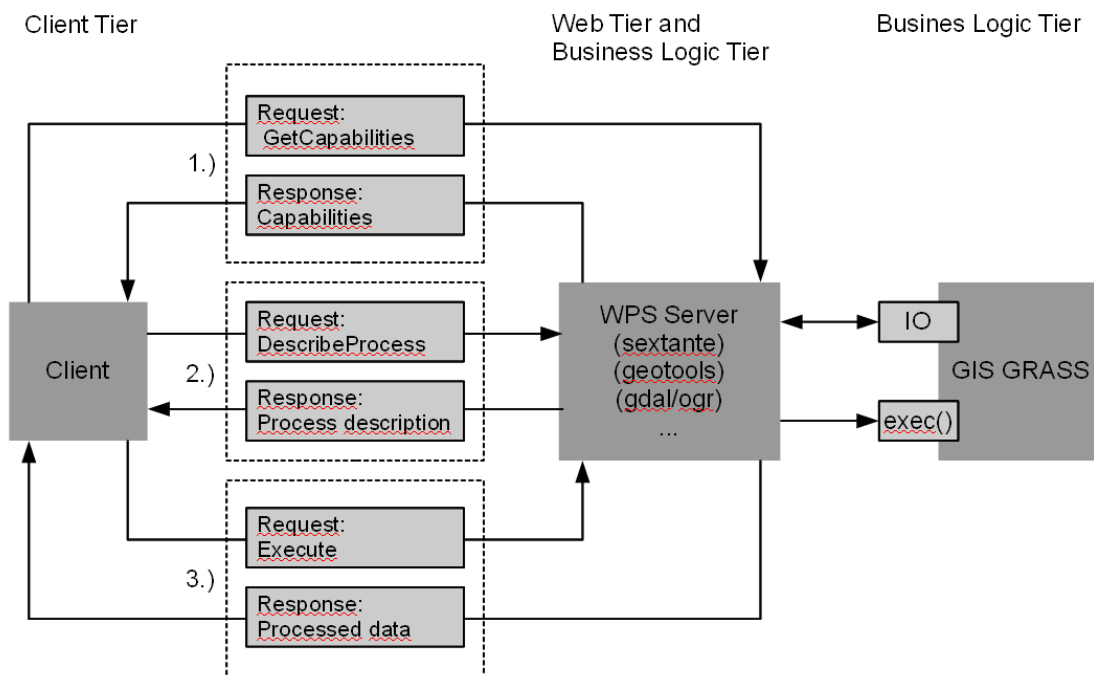 Client Tier
Web Tier and
Business Logic Tier
Busines Logic Tier
1.)
Request:
GetCapabilities
Response:
Capabilities
Client
2.)
Request:
DescribeProcess
Response:
Process description
WPS Server
(sextante)
(geotools)
(gdal/ogr)
...
IO
GIS GRASS
exec()
3.)
Request:
Execute
Response:
Processed data